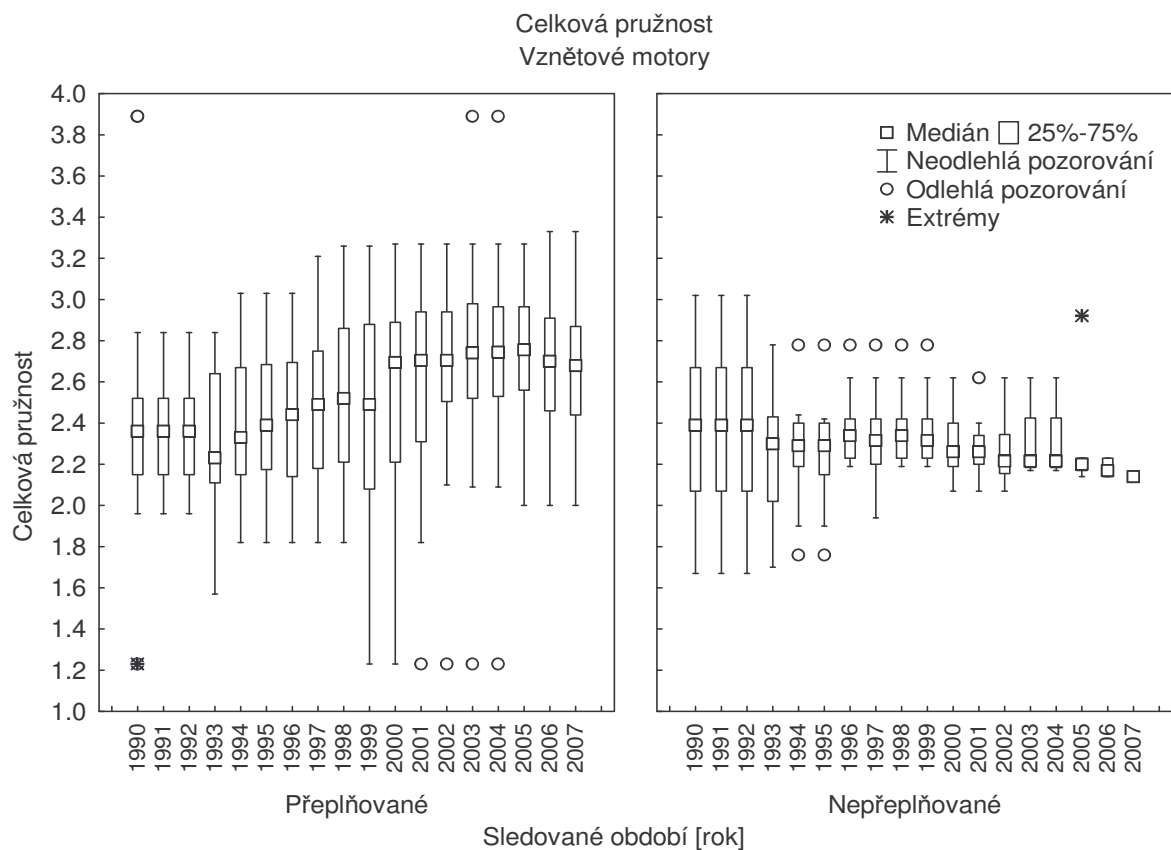 Celková pružnost
Vznětové motory
Celková pružnost
4.0
3.8
3.6
3.4
3.2
3.0
2.8
2.6
2.4
2.2
2.0
1.8
1.6
1.4
1.2
1.0
Medián 25%-75%
Neodlehlá pozorování
Odlehlá pozorování
Extrémy
1990 1991 1992 1993 1994 1995 1996 1997 1998 1999 2000 2001 2002 2003 2004 2005 2006 2007
1990 1991 1992 1993 1994 1995 1996 1997 1998 1999 2000 2001 2002 2003 2004 2005 2006 2007
Přeplňované
Nepřeplňované
Sledované období [rok]